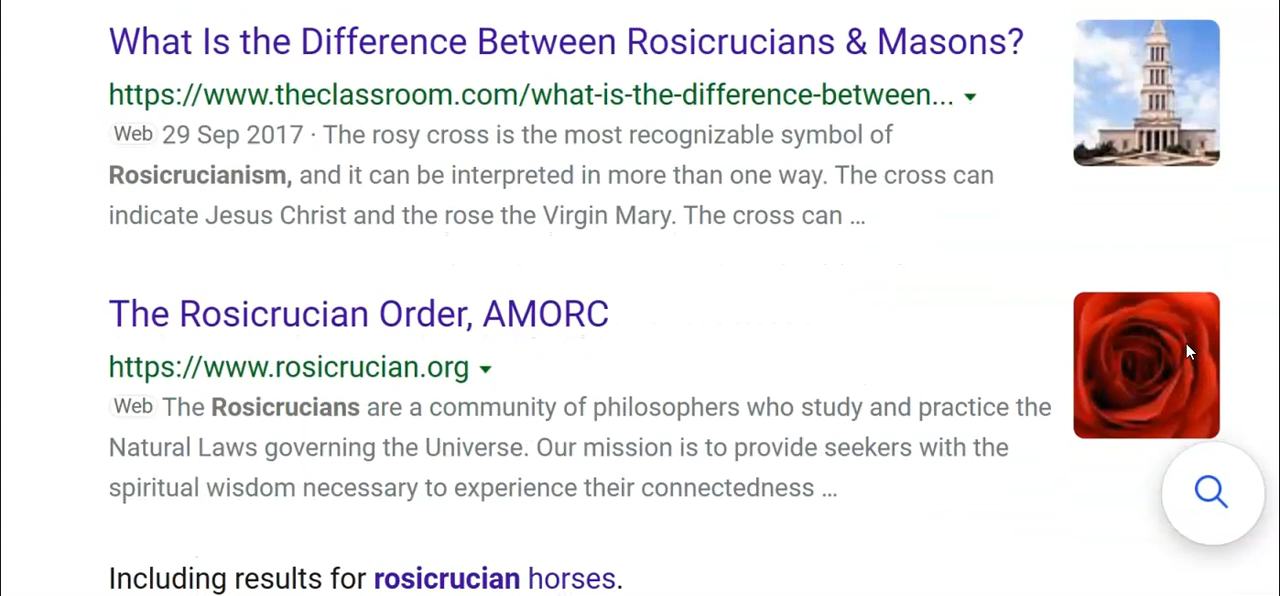 What Is the Difference Between Rosicrucians & Masons?
https://www.theclassroom.com/what-is-the-difference-between...
Web 29 Sep 2017 · The rosy cross is the most recognizable symbol of
Rosicrucianism, and it can be interpreted in more than one way. The cross can
indicate Jesus Christ and the rose the Virgin Mary. The cross can ...
The Rosicrucian Order, AMORC
https://www.rosicrucian.org
Web The Rosicrucians are a community of philosophers who study and practice the
Natural Laws governing the Universe. Our mission is to provide seekers with the
spiritual wisdom necessary to experience their connectedness ...
Including results for rosicrucian horses.